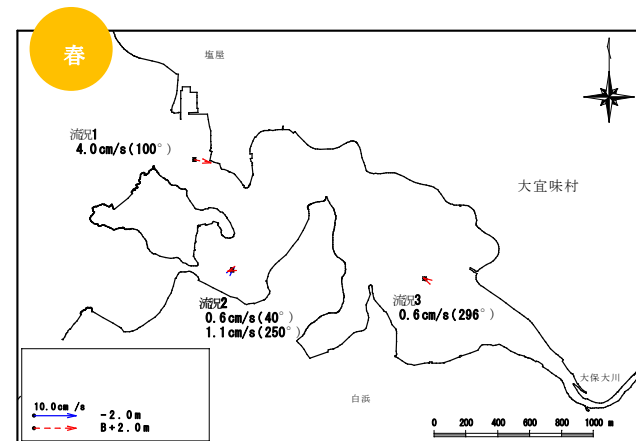 春
塩屋
流況1
4.0cm/s(100°)
大宜味村
流況2
0.6cm/s(40°)
1.1cm/s(250°)
流況3
0.6cm/s(296°)
大保大川
白浜
10.0cm /s
-2.0m
B+2.0m
0 200 400 600 800 1000 m